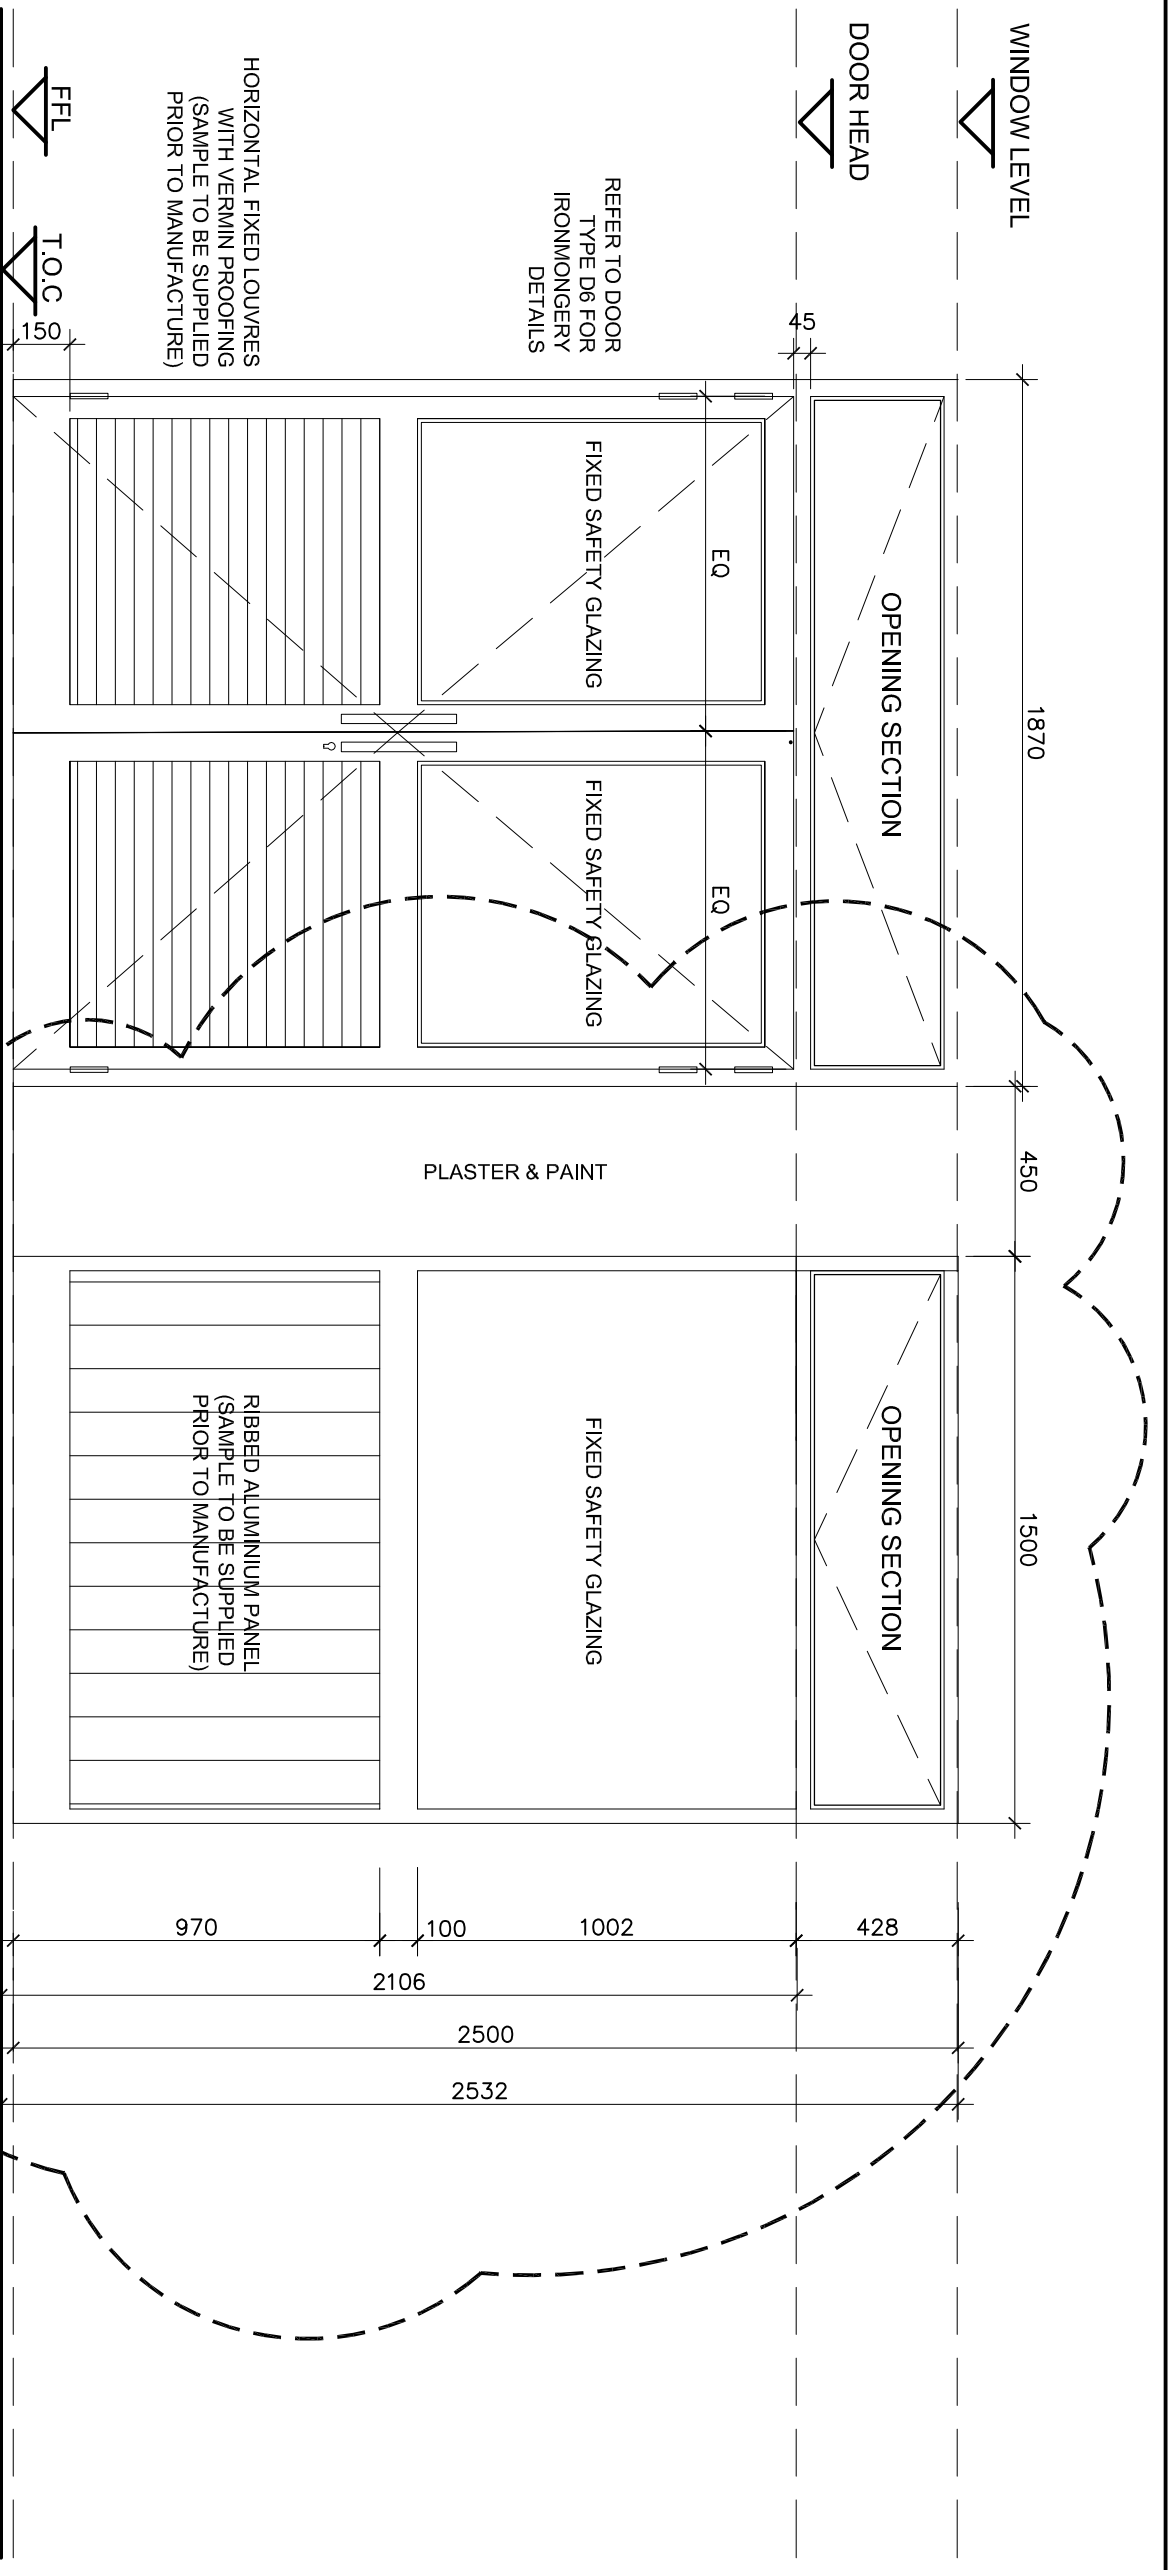 WINDOW LEVEL
DOOR HEAD
FFL
T.O.C
REFER TO DOOR
TYPE D6 FOR
IRONMONGERY
DETAILS
HORIZONTAL FIXED LOUVRES
WITH VERMIN PROOFING
(SAMPLE TO BE SUPPLIED
PRIOR TO MANUFACTURE)
45
150
1870
450
1500
OPENING SECTION
OPENING SECTION
EQ
EQ
FIXED SAFETY GLAZING
FIXED SAFETY GLAZING
FIXED SAFETY GLAZING
PLASTER & PAINT
RIBBED ALUMINIUM PANEL
(SAMPLE TO BE SUPPLIED
PRIOR TO MANUFACTURE)
970
100
1002
428
2106
2500
2532